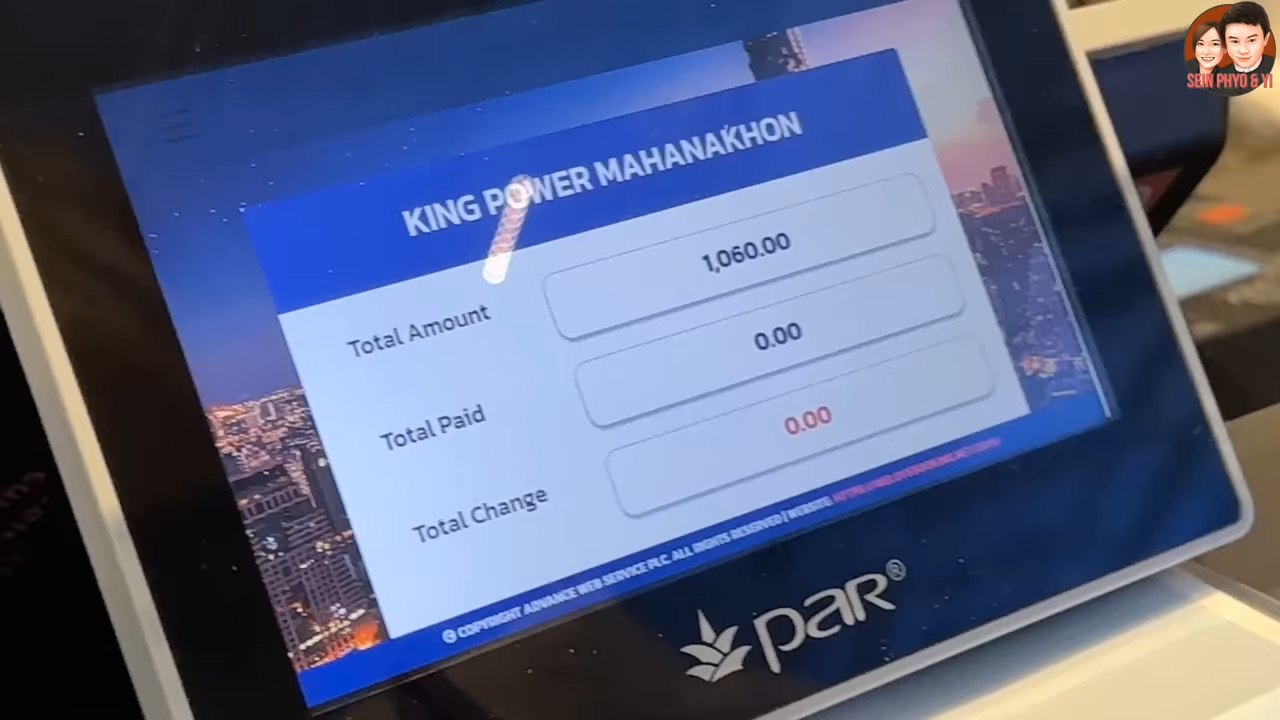 SEIN PHYO & YI
KING POWER MAHANAKHON
Total Amount 1,060.00
Total Paid 0.00
Total Change 0.00
© COPYRIGHT ADVANCE WEB SERVICE PLC. ALL RIGHTS RESERVED | WEBSITE:
par®